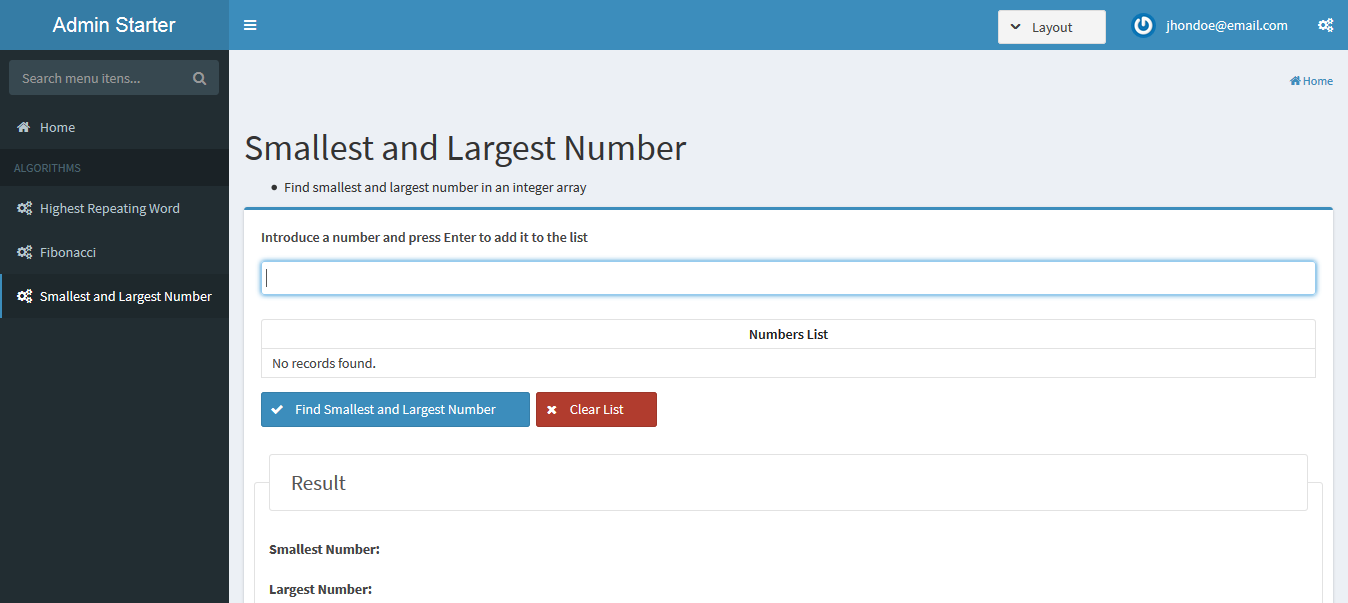 Admin Starter
Layout
jhondoe@email.com
Search menu itens...
Home
Home
ALGORITHMS
Highest Repeating Word
Fibonacci
Smallest and Largest Number
Smallest and Largest Number
Find smallest and largest number in an integer array
Introduce a number and press Enter to add it to the list
Numbers List
No records found.
Find Smallest and Largest Number
Clear List
Result
Smallest Number:
Largest Number: